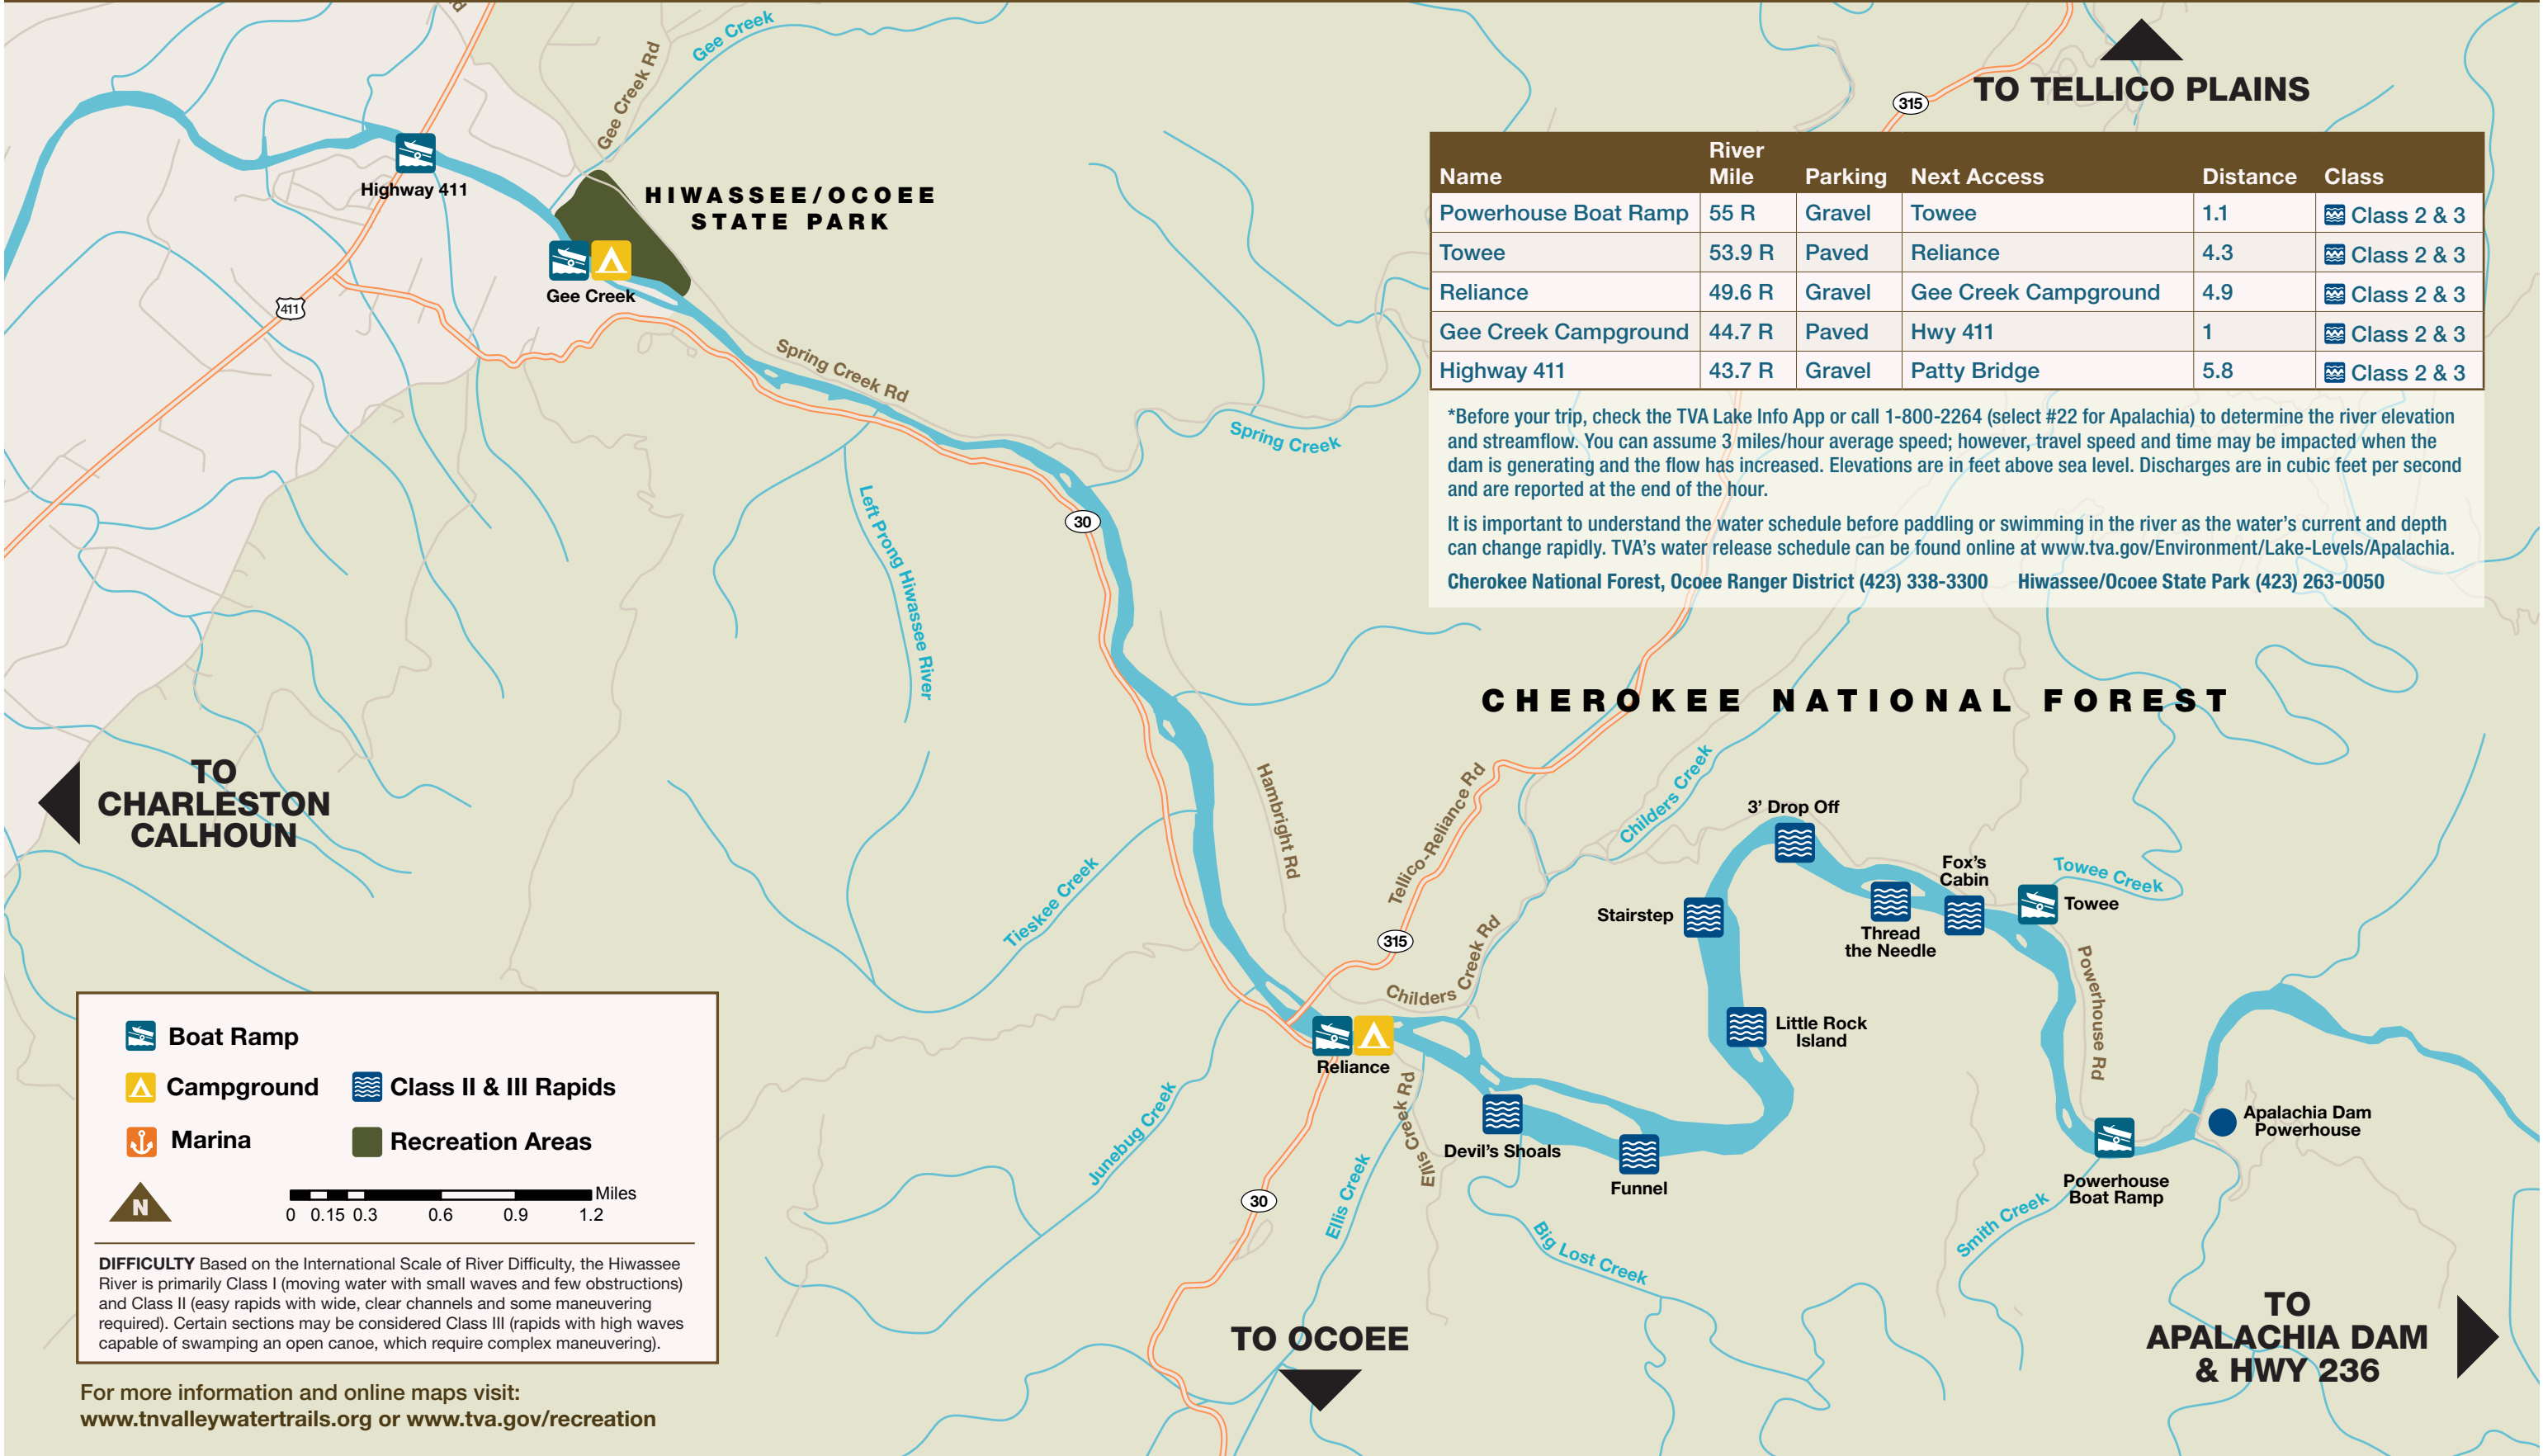 Gee Creek
Gee Creek Rd
TO TELLICO PLAINS
315
Highway 411
HIWASSEE/OCOEE
STATE PARK
Gee Creek
411
Spring Creek Rd
Spring Creek
Left Prong Hiwassee River
30
Name River Mile Parking Next Access Distance Class
Powerhouse Boat Ramp 55 R Gravel Towee 1.1 Class 2 & 3
Towee 53.9 R Paved Reliance 4.3 Class 2 & 3
Reliance 49.6 R Gravel Gee Creek Campground 4.9 Class 2 & 3
Gee Creek Campground 44.7 R Paved Hwy 411 1 Class 2 & 3
Highway 411 43.7 R Gravel Patty Bridge 5.8 Class 2 & 3
*Before your trip, check the TVA Lake Info App or call 1-800-2264 (select #22 for Apalachia) to determine the river elevation
and streamflow. You can assume 3 miles/hour average speed; however, travel speed and time may be impacted when the
dam is generating and the flow has increased. Elevations are in feet above sea level. Discharges are in cubic feet per second
and are reported at the end of the hour.
It is important to understand the water schedule before paddling or swimming in the river as the water's current and depth
can change rapidly. TVA's water release schedule can be found online at www.tva.gov/Environment/Lake-Levels/Apalachia.
Cherokee National Forest, Ocoee Ranger District (423) 338-3300 Hiwassee/Ocoee State Park (423) 263-0050
CHEROKEE NATIONAL FOREST
TO
CHARLESTON
CALHOUN
Hambright Rd
Tellico-Reliance Rd
Childers Creek
3' Drop Off
Fox's
Cabin
Towee Creek
Towee
Stairstep
Thread
the Needle
Tieskee Creek
315
Childers Creek Rd
Powerhouse Rd
Little Rock
Island
Reliance
Ellis Creek Rd
Junebug Creek
Devil's Shoals
Funnel
Apalachia Dam
Powerhouse
Powerhouse
Boat Ramp
30
Ellis Creek
Big Lost Creek
Smith Creek
TO OCOEE
TO
APALACHIA DAM
& HWY 236
Boat Ramp
Campground
Class II & III Rapids
Marina
Recreation Areas
N
Miles
0 0.15 0.3 0.6 0.9 1.2
DIFFICULTY Based on the International Scale of River Difficulty, the Hiwassee
River is primarily Class I (moving water with small waves and few obstructions)
and Class II (easy rapids with wide, clear channels and some maneuvering
required). Certain sections may be considered Class III (rapids with high waves
capable of swamping an open canoe, which require complex maneuvering).
For more information and online maps visit:
www.tnvalleywatertrails.org or www.tva.gov/recreation